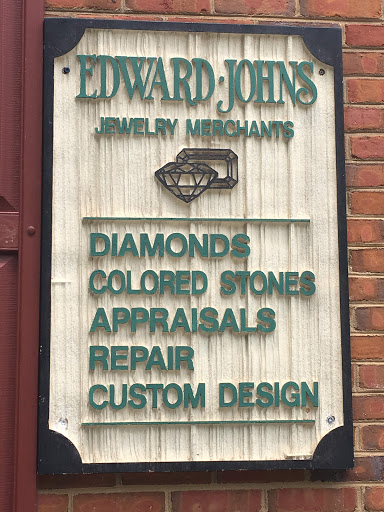 EDWARD·JOHNS
JEWELRY MERCHANTS
DIAMONDS
COLORED STONES
APPRAISALS
REPAIR
CUSTOM DESIGN